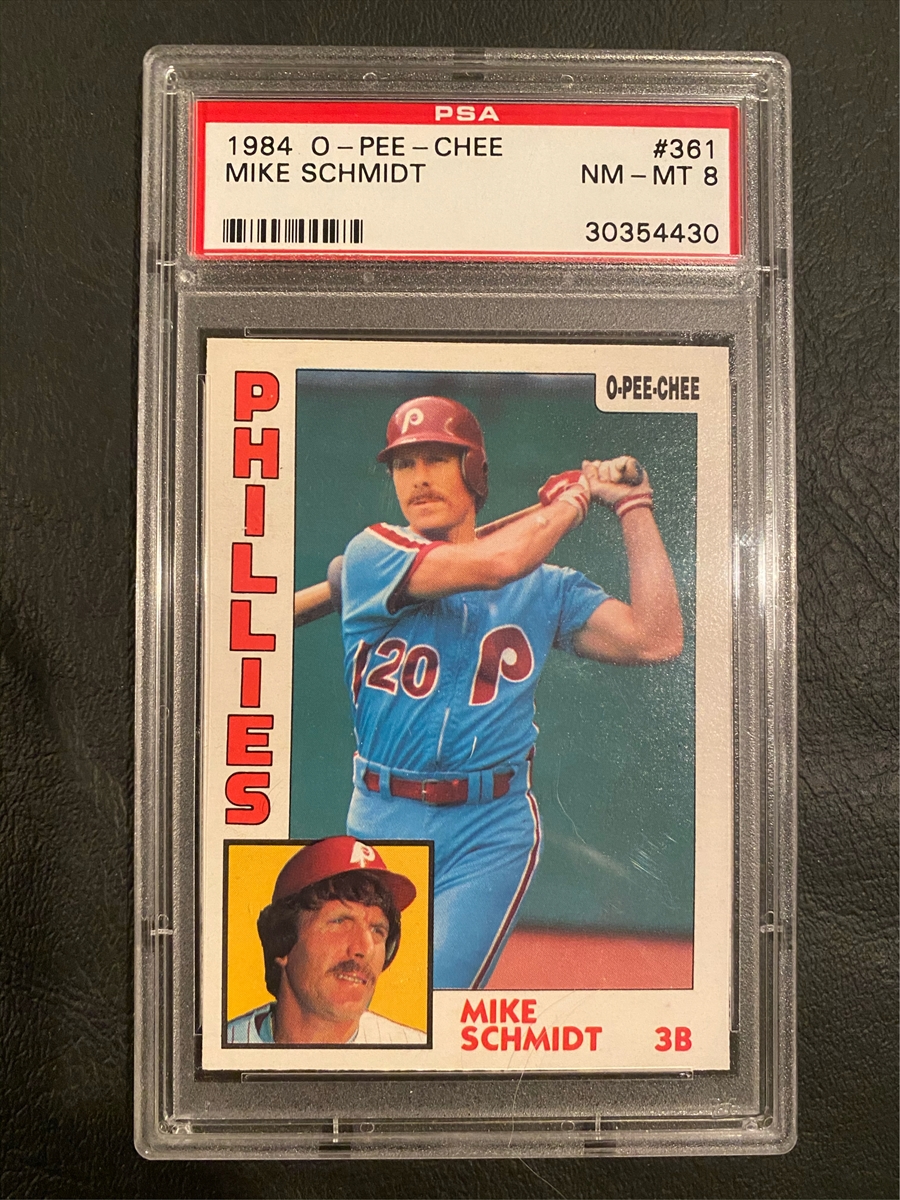 PSA
1984 O-PEE-CHEE #361
MIKE SCHMIDT NM-MT 8
30354430
O-PEE-CHEE
PHILLIES
P
20 P
P
MIKE
SCHMIDT 3B